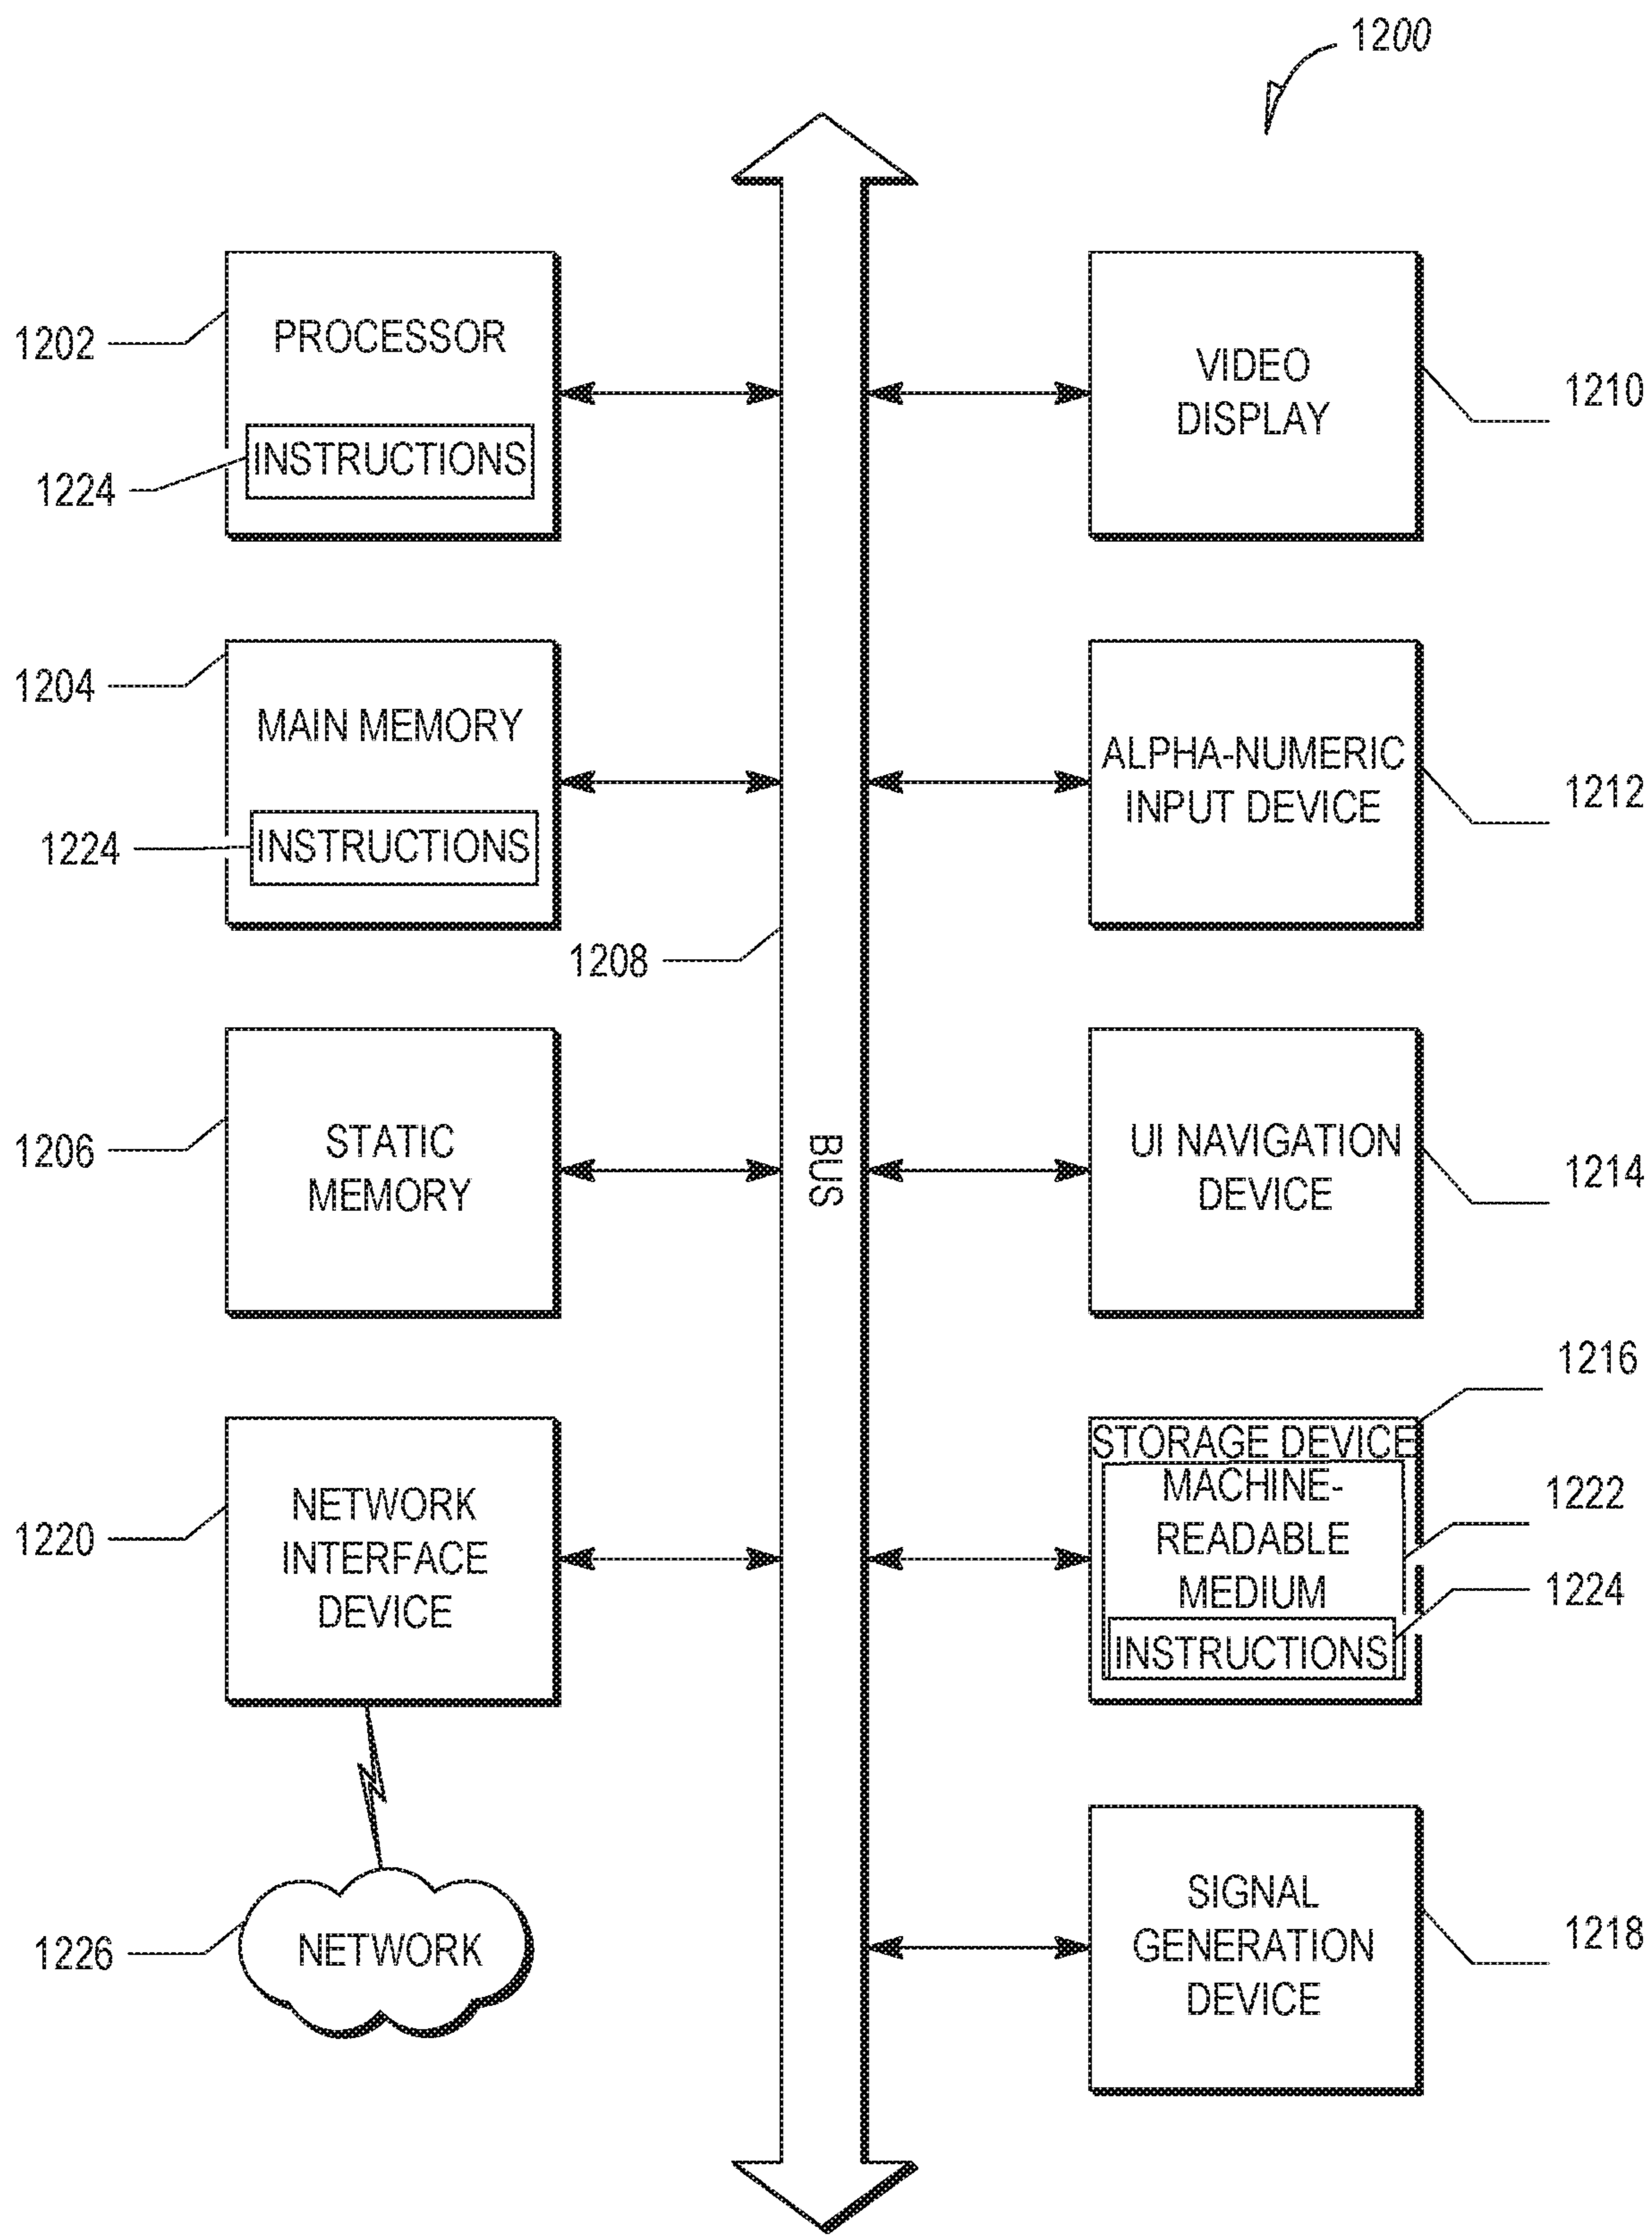 1200
1202
PROCESSOR
INSTRUCTIONS
1224
1204
MAIN MEMORY
INSTRUCTIONS
1224
1208
1206
STATIC
MEMORY
1220
NETWORK
INTERFACE
DEVICE
1226
NETWORK
BUS
VIDEO
DISPLAY
1210
ALPHA-NUMERIC
INPUT DEVICE
1212
UI NAVIGATION
DEVICE
1214
1216
STORAGE DEVICE
MACHINE-
READABLE
MEDIUM
1222
INSTRUCTIONS
1224
SIGNAL
GENERATION
DEVICE
1218